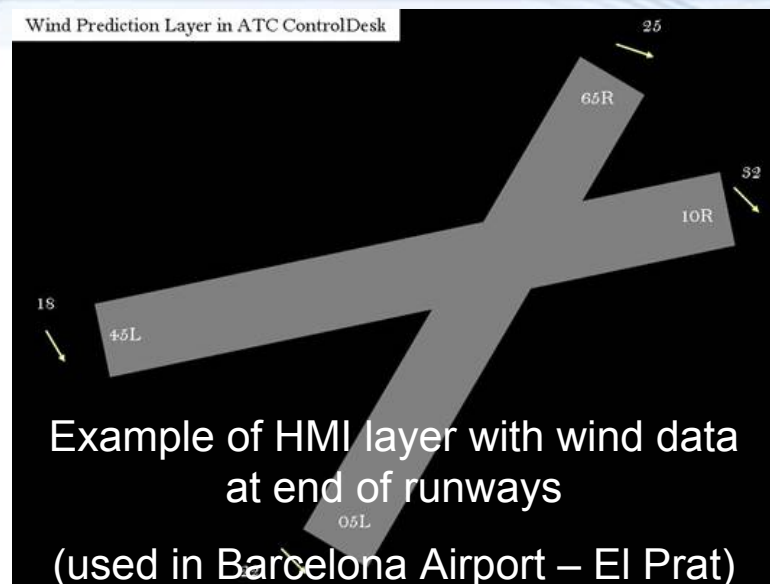 Wind Prediction Layer in ATC ControlDesk
25
65R
32
10R
18
45L
Example of HMI layer with wind data
at end of runways
05L
(used in Barcelona Airport – El Prat)